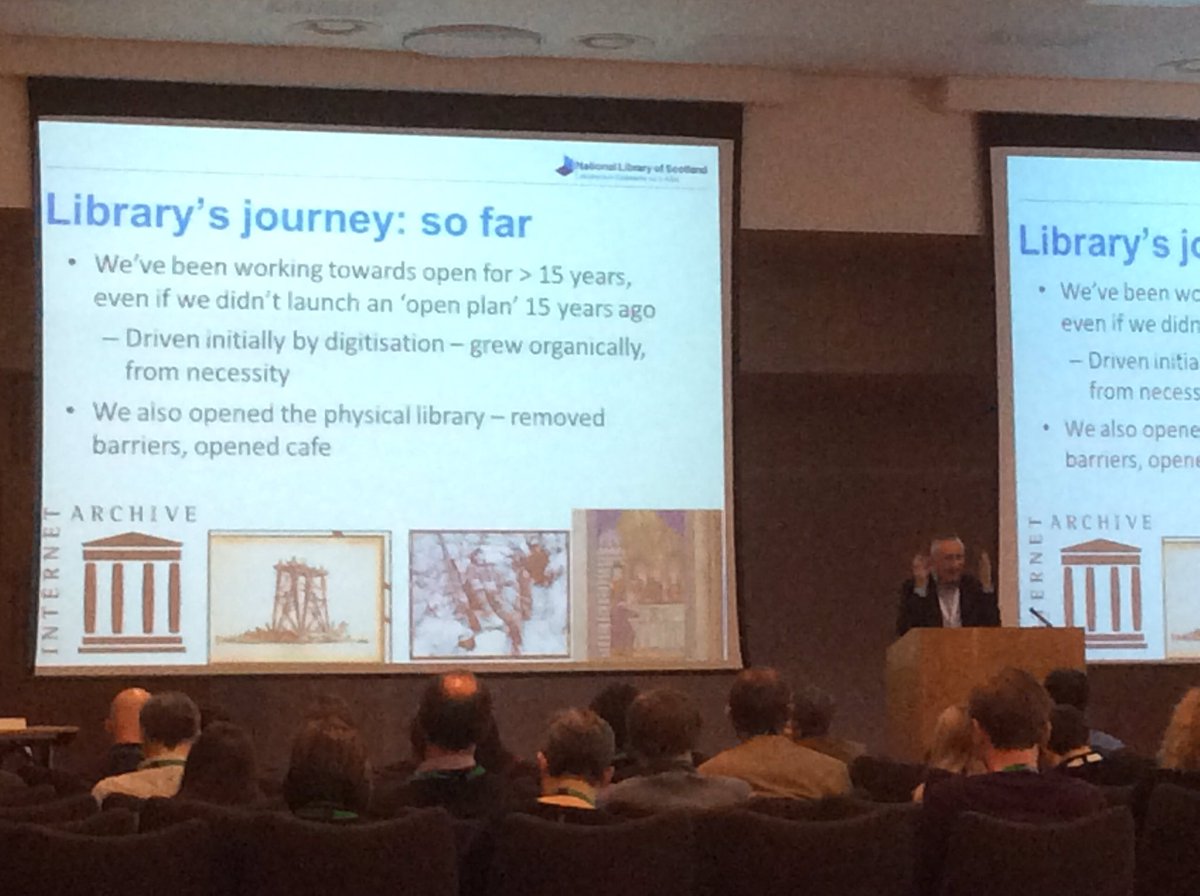 National Library of Scotland
Library's journey: so far
• We've been working towards open for > 15 years,
even if we didn't launch an 'open plan' 15 years ago
– Driven initially by digitisation – grew organically,
from necessity
• We also opened the physical library – removed
barriers, opened cafe
INTERNET
ARCHIVE
Library's jo
• We've been wo
even if we didn
– Driven initia
from necess
• We also opene
barriers, opene
ERNET
ARCHIVE